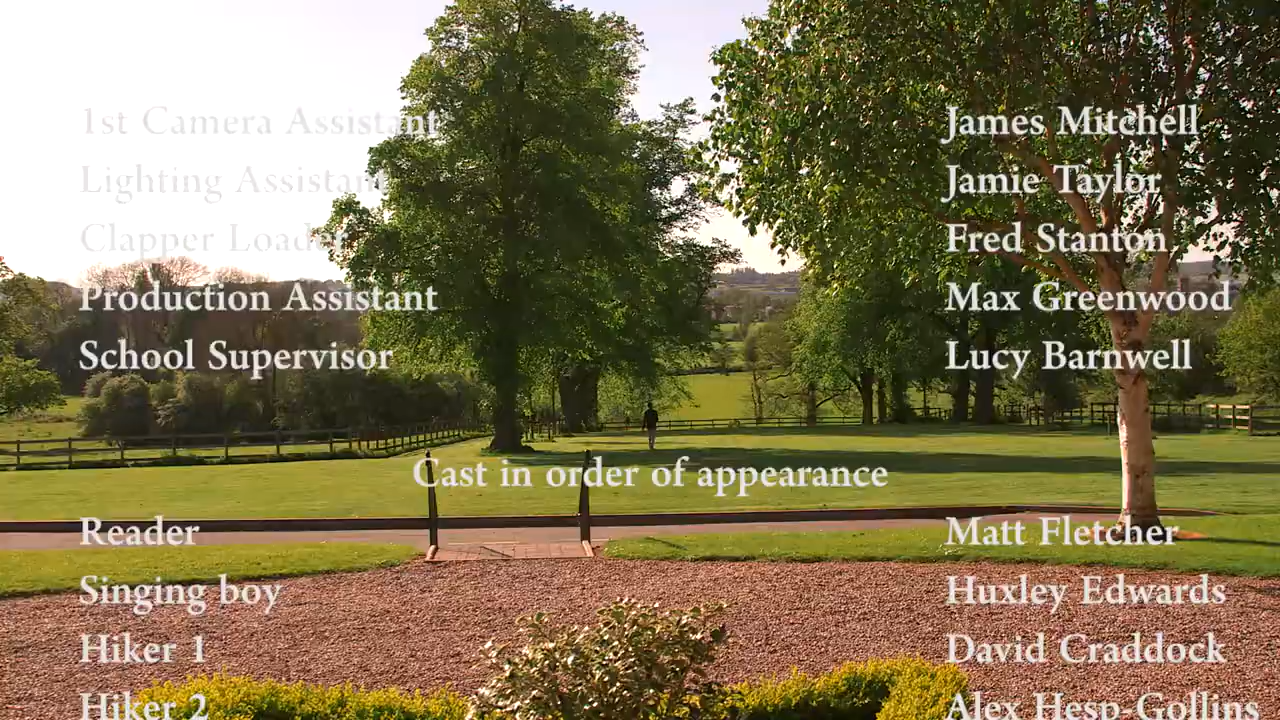 1st Camera Assistant James Mitchell
Lighting Assistant Jamie Taylor
Clapper Loader Fred Stanton
Production Assistant Max Greenwood
School Supervisor Lucy Barnwell
Cast in order of appearance
Reader Matt Fletcher
Singing boy Huxley Edwards
Hiker 1 David Craddock
Hiker 2 Alex Hesp-Gollins